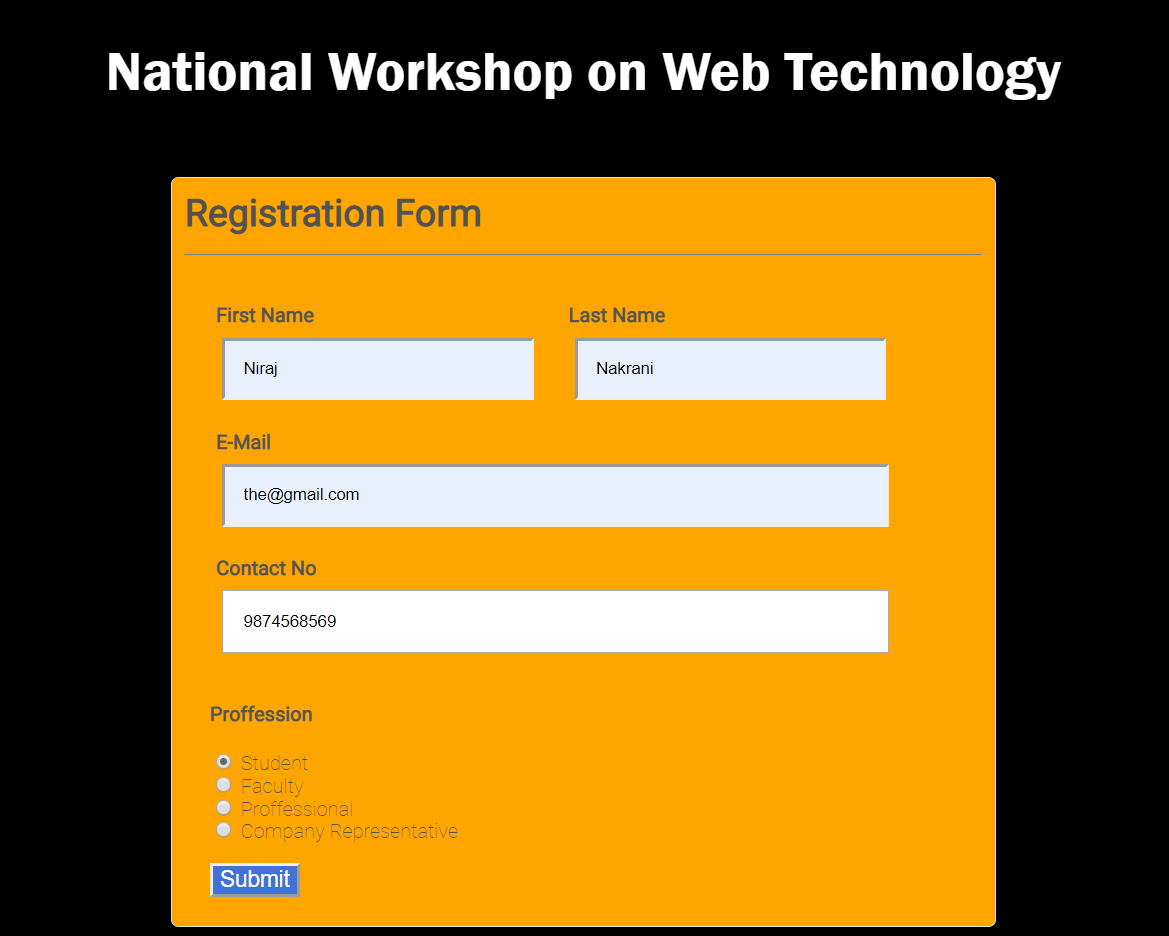 National Workshop on Web Technology
Registration Form
First Name Last Name
Niraj Nakrani
E-Mail
the@gmail.com
Contact No
9874568569
Proffession
Student
Faculty
Proffessional
Company Representative
Submit